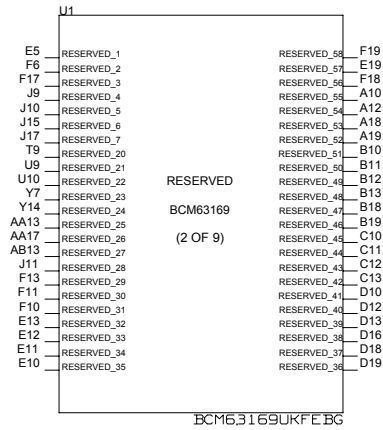 U1
E5 RESERVED_1 RESERVED_58 F19
F6 RESERVED_2 RESERVED_57 E19
F17 RESERVED_3 RESERVED_56 F18
J9 RESERVED_4 RESERVED_55 A10
J10 RESERVED_5 RESERVED_54 A12
J15 RESERVED_6 RESERVED_53 A18
J17 RESERVED_7 RESERVED_52 A19
T9 RESERVED_20 RESERVED_51 B10
U9 RESERVED_21 RESERVED_50 B11
U10 RESERVED_22 RESERVED RESERVED_49 B12
Y7 RESERVED_23 RESERVED_48 B13
Y14 RESERVED_24 BCM63169 RESERVED_47 B18
AA13 RESERVED_25 RESERVED_46 B19
AA17 RESERVED_26 (2 OF 9) RESERVED_45 C10
AB13 RESERVED_27 RESERVED_44 C11
J11 RESERVED_28 RESERVED_43 C12
F13 RESERVED_29 RESERVED_42 C13
F11 RESERVED_30 RESERVED_41 D10
F10 RESERVED_31 RESERVED_40 D12
E13 RESERVED_32 RESERVED_39 D13
E12 RESERVED_33 RESERVED_38 D16
E11 RESERVED_34 RESERVED_37 D18
E10 RESERVED_35 RESERVED_36 D19
BCM63169UKFEBG